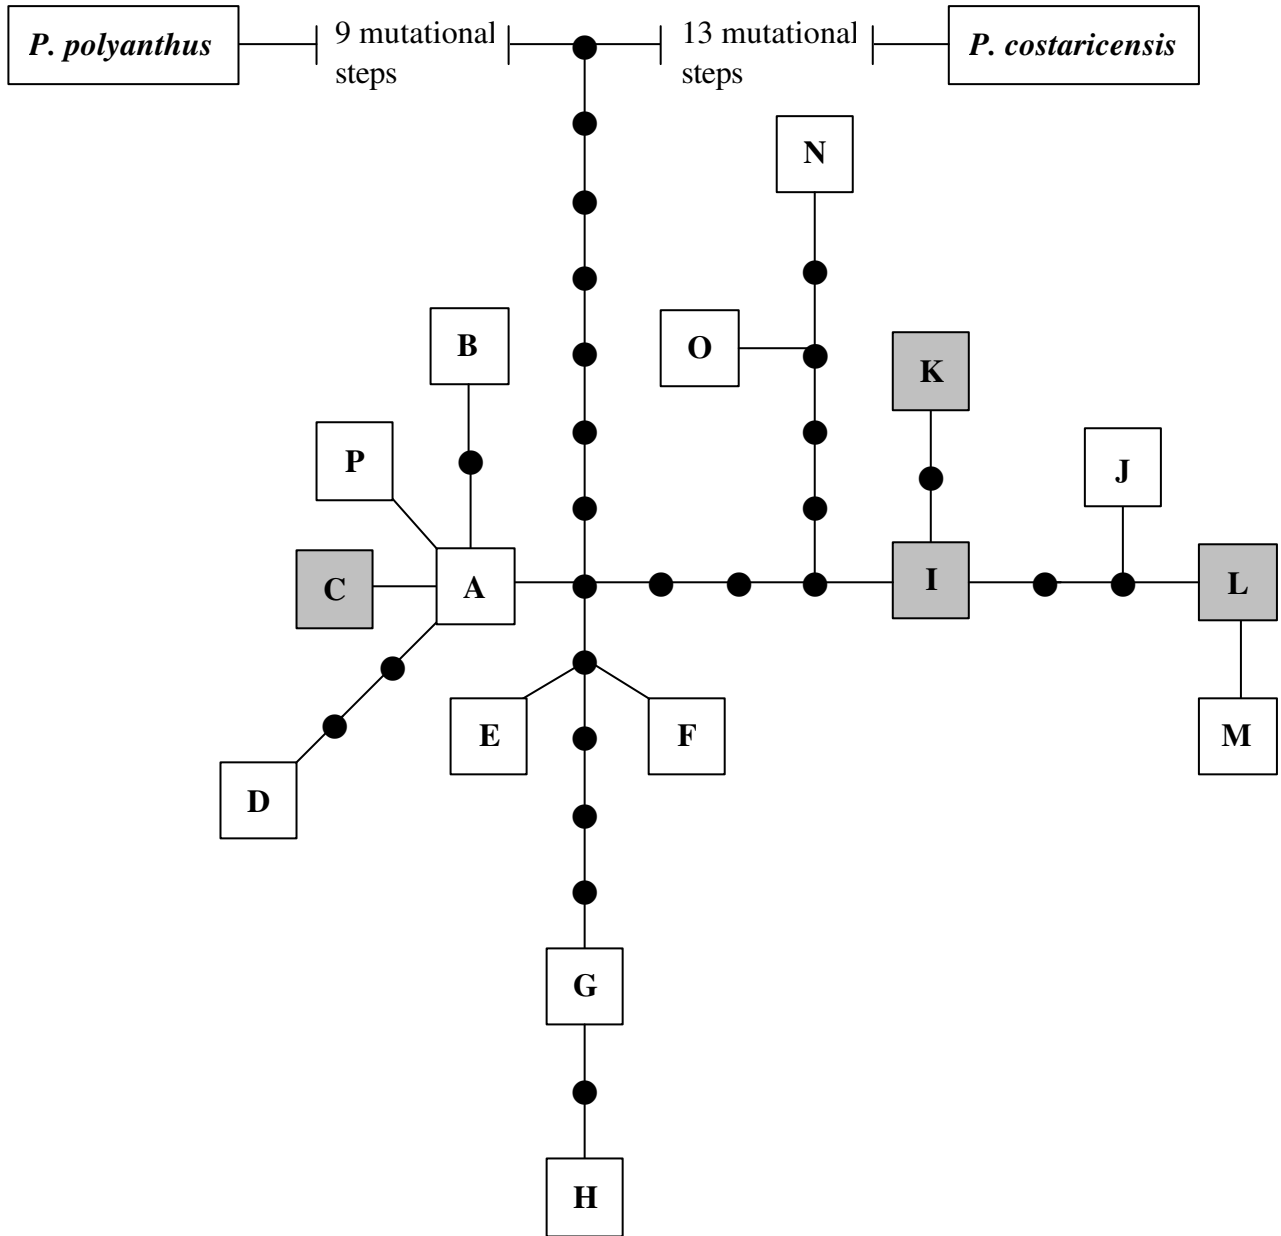 P. polyanthus
9 mutational
steps
13 mutational
steps
P. costaricensis
N
B
O
K
P
J
C
A
I
L
E
F
M
D
G
H